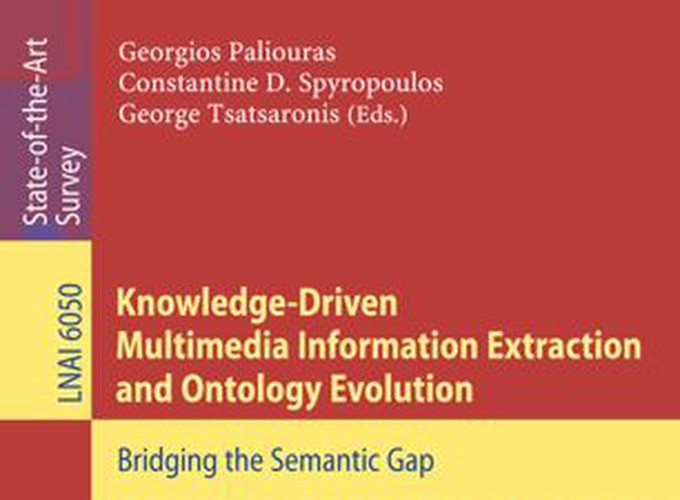 State-of-the-Art
Survey
LNAI 6050
Georgios Paliouras
Constantine D. Spyropoulos
George Tsatsaronis (Eds.)
Knowledge-Driven
Multimedia Information Extraction
and Ontology Evolution
Bridging the Semantic Gap